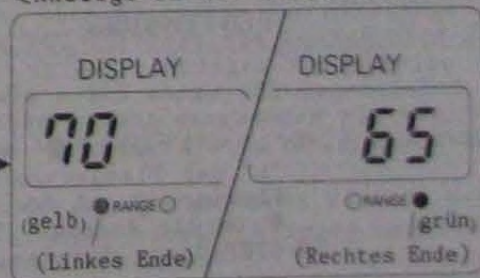 DISPLAY DISPLAY
70 65
RANGE RANGE
(gelb) grün)
(Linkes Ende) (Rechtes Ende)